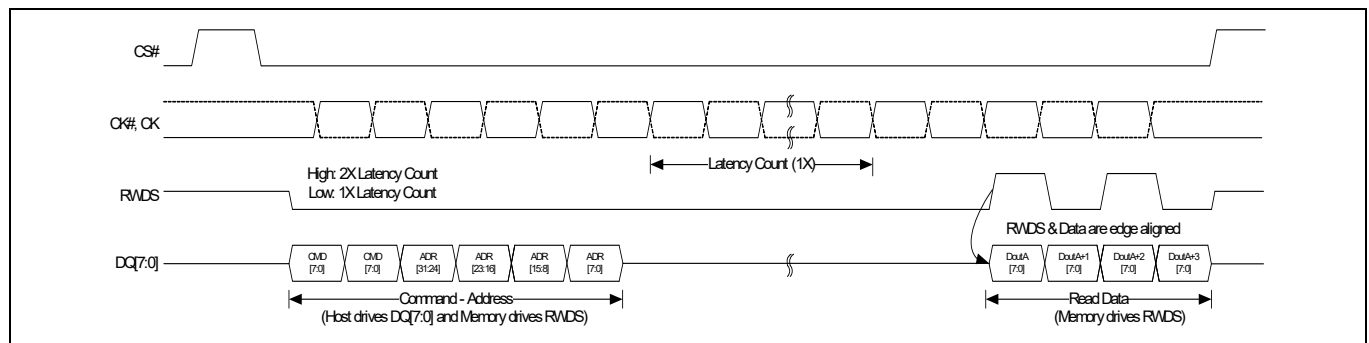 CS#
CK#, CK
Latency Count (1X)
High: 2X Latency Count
Low: 1X Latency Count
RWDS
RWDS & Data are edge aligned
DQ[7:0]
CMD [7:0]
CMD [7:0]
ADR [31:24]
ADR [23:16]
ADR [15:8]
ADR [7:0]
DoutA [7:0]
DoutA+1 [7:0]
DoutA+2 [7:0]
DoutA+3 [7:0]
Command - Address
(Host drives DQ[7:0] and Memory drives RWDS)
Read Data
(Memory drives RWDS)